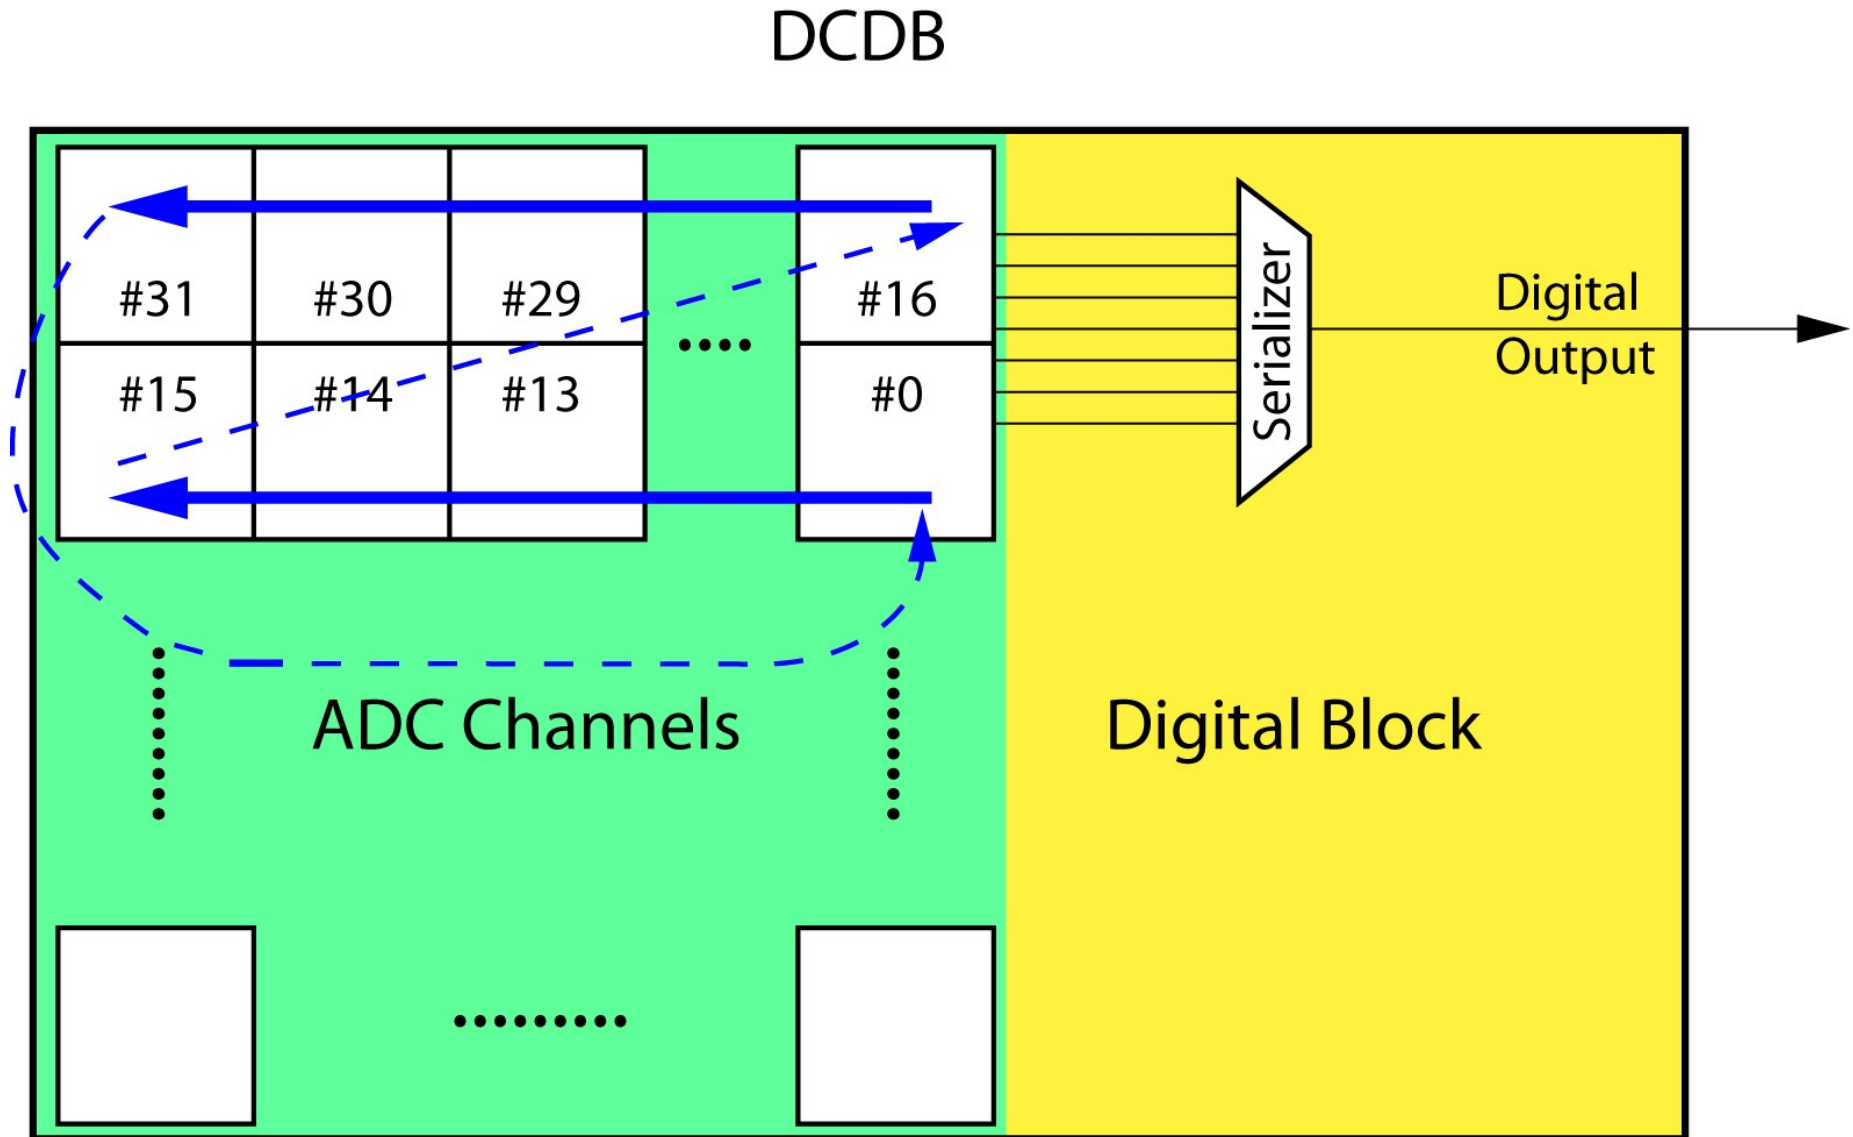 DCDB
#31 #30 #29 #16
#15 #14 #13 #0
Serializer
Digital
Output
ADC Channels
Digital Block